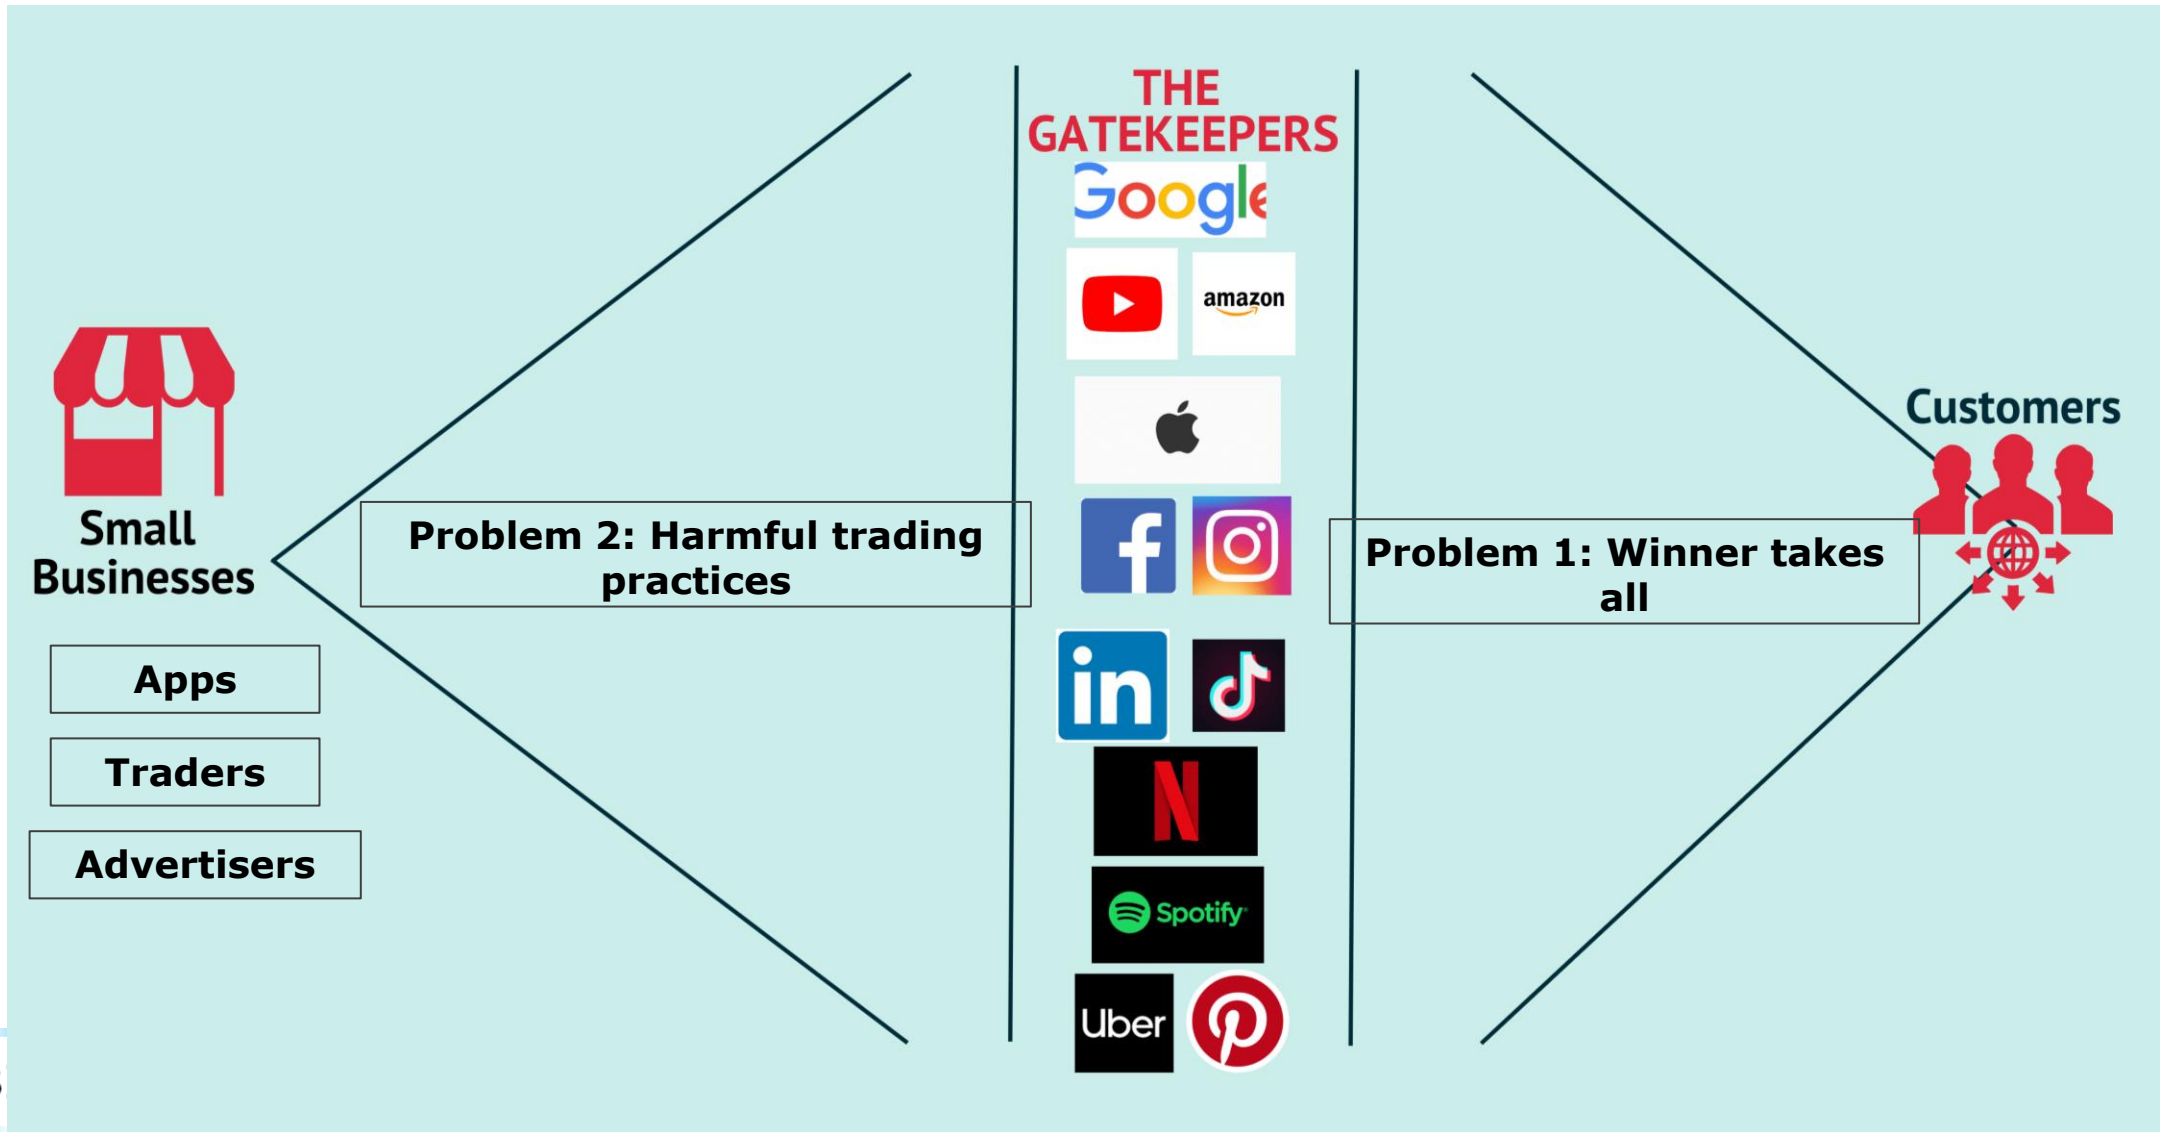 THE
GATEKEEPERS
Google
amazon
Customers
Small
Businesses
Problem 2: Harmful trading
practices
Problem 1: Winner takes
all
in
Apps
Traders
Advertisers
N
Spotify
Uber